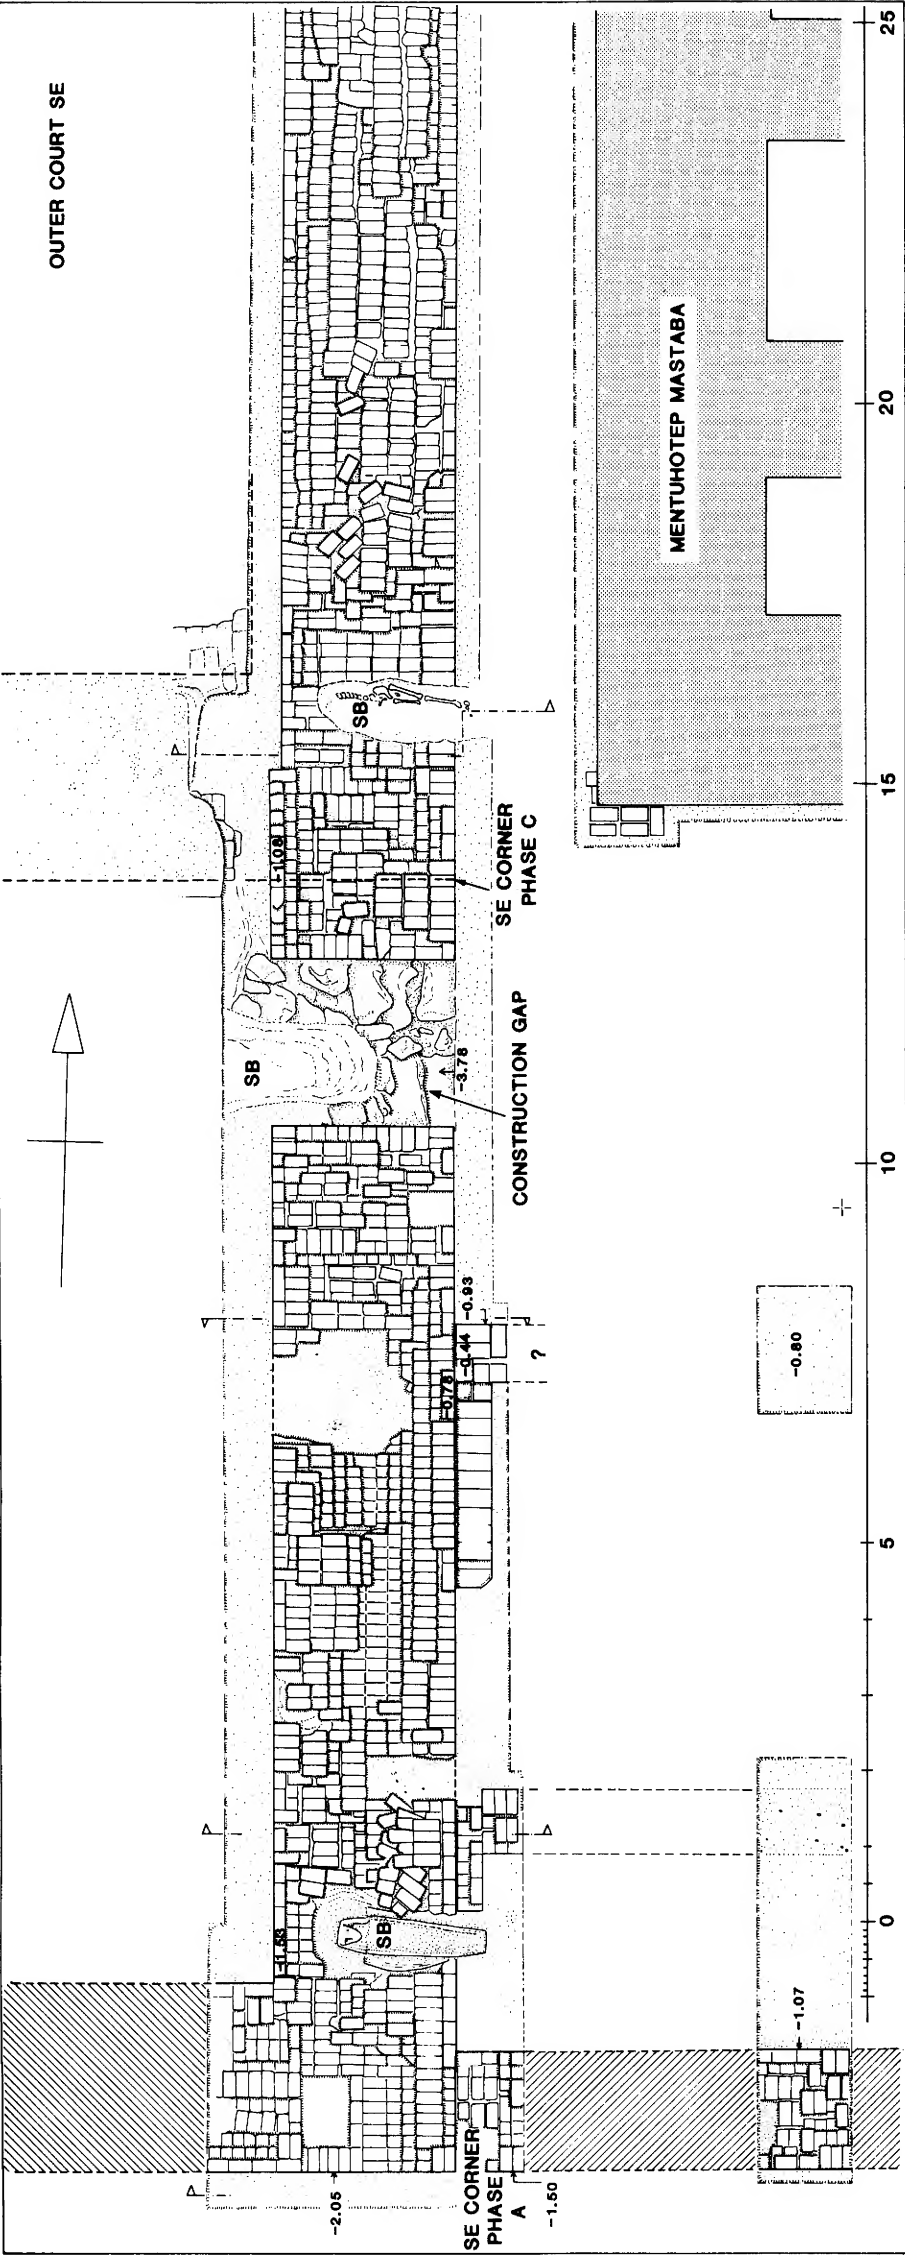 OUTER COURT SE
MENTUHOTEP MASTABA
SB
-1.08
SE CORNER
PHASE C
SB
-3.78
CONSTRUCTION GAP
-0.93
-0.44
-0.78
?
-0.80
SB
-1.53
-1.07
-2.05
SE CORNER
PHASE
A
-1.50
0
5
10
15
20
25